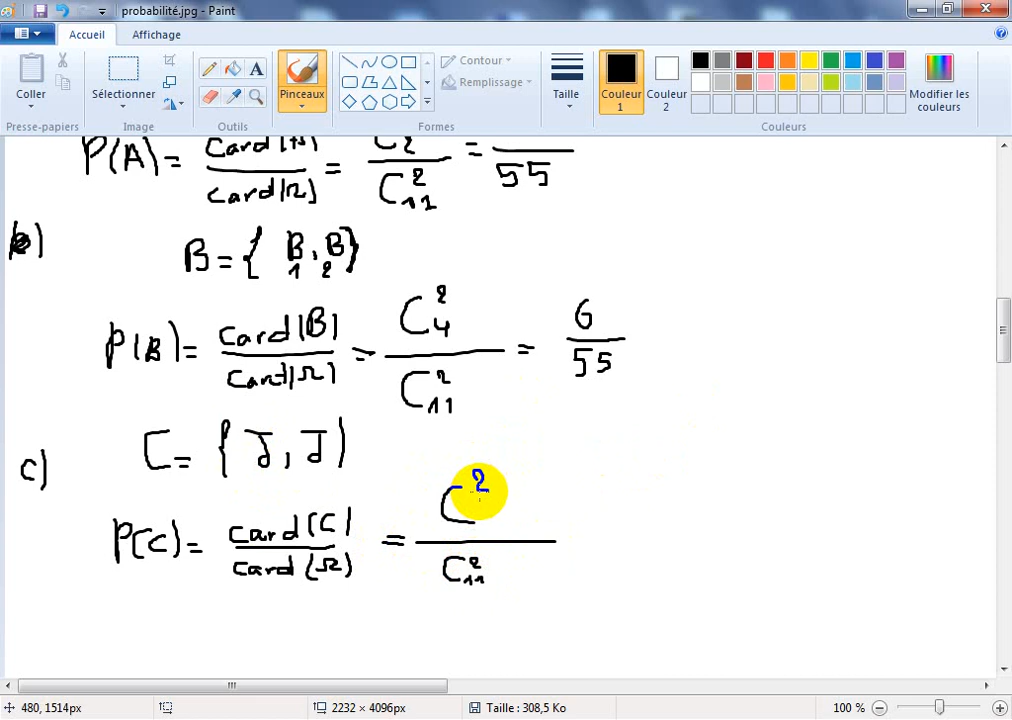 probabilité.jpg - Paint
Accueil Affichage
Coller
Sélectionner
Pinceaux
Contour
Remplissage
Taille
Couleur 1
Couleur 2
Modifier les couleurs
Presse-papiers Image Outils Formes Couleurs
P(A) = card(A) / card(Ω) = C₂² / C₁₁² = / 55
b) B = { B₁, B₂ }
P(B) = card(B) / card(Ω) = C₄² / C₁₁² = 6 / 55
c) C = { J, J }
P(C) = card(C) / card(Ω) = C² / C₁₁²
480, 1514px 2232 × 4096px Taille : 308,5 Ko 100 %